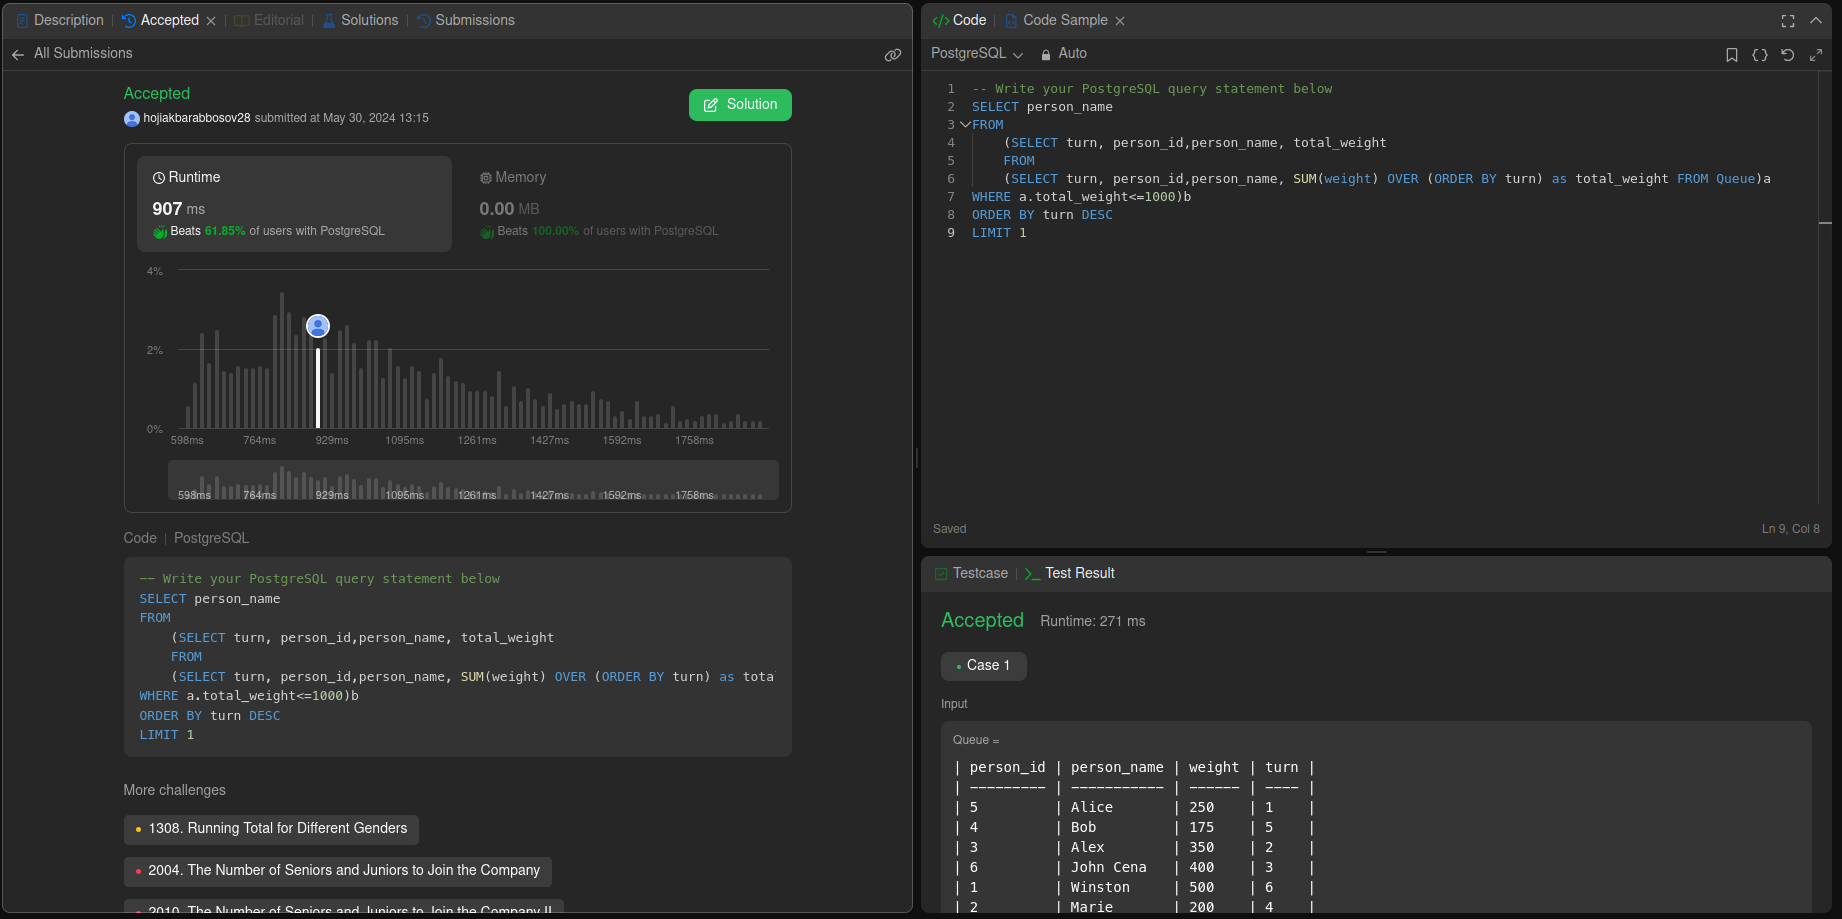 Description | Accepted | Editorial | Solutions | Submissions
All Submissions
Accepted
hojiakbarabbosov28 submitted at May 30, 2024 13:15
Solution
Runtime
907 ms
Beats 61.85% of users with PostgreSQL
Memory
0.00 MB
Beats 100.00% of users with PostgreSQL
4%
2%
0%
598ms 764ms 929ms 1095ms 1261ms 1427ms 1592ms 1758ms
598ms 764ms 929ms 1095ms 1261ms 1427ms 1592ms 1758ms
Code | PostgreSQL
-- Write your PostgreSQL query statement below
SELECT person_name
FROM
(SELECT turn, person_id,person_name, total_weight
FROM
(SELECT turn, person_id,person_name, SUM(weight) OVER (ORDER BY turn) as tota
WHERE a.total_weight<=1000)b
ORDER BY turn DESC
LIMIT 1
More challenges
1308. Running Total for Different Genders
2004. The Number of Seniors and Juniors to Join the Company
2010. The Number of Seniors and Juniors to Join the Company II
</> Code | Code Sample
PostgreSQL Auto
1 -- Write your PostgreSQL query statement below
2 SELECT person_name
3 FROM
4 (SELECT turn, person_id,person_name, total_weight
5 FROM
6 (SELECT turn, person_id,person_name, SUM(weight) OVER (ORDER BY turn) as total_weight FROM Queue)a
7 WHERE a.total_weight<=1000)b
8 ORDER BY turn DESC
9 LIMIT 1
Saved
Ln 9, Col 8
Testcase | >_ Test Result
Accepted Runtime: 271 ms
Case 1
Input
Queue =
| person_id | person_name | weight | turn |
| --------- | ----------- | ------ | ---- |
| 5 | Alice | 250 | 1 |
| 4 | Bob | 175 | 5 |
| 3 | Alex | 350 | 2 |
| 6 | John Cena | 400 | 3 |
| 1 | Winston | 500 | 6 |
| 2 | Marie | 200 | 4 |